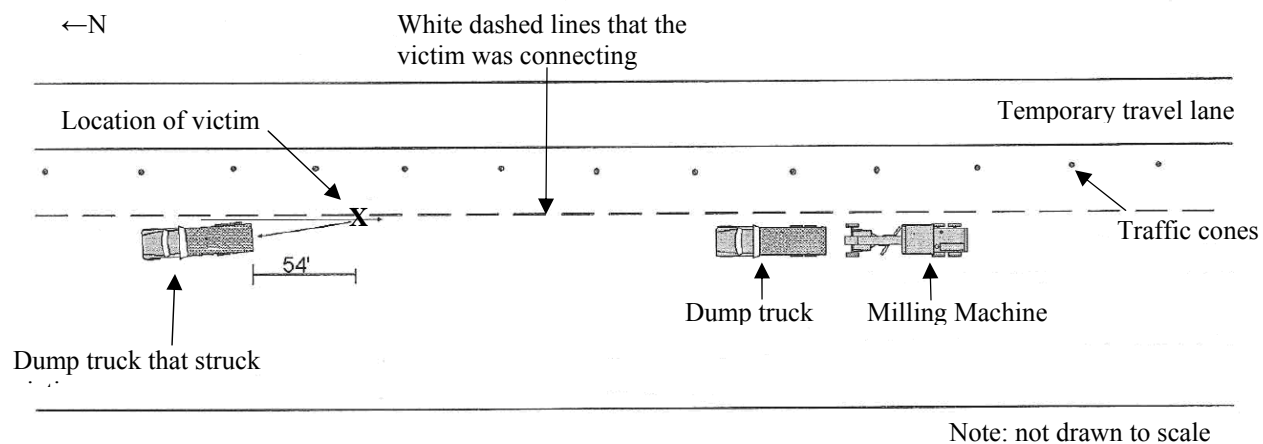 ←N
White dashed lines that the
victim was connecting
Location of victim
Temporary travel lane
X
Traffic cones
54'
Dump truck
Milling Machine
Dump truck that struck
Note: not drawn to scale